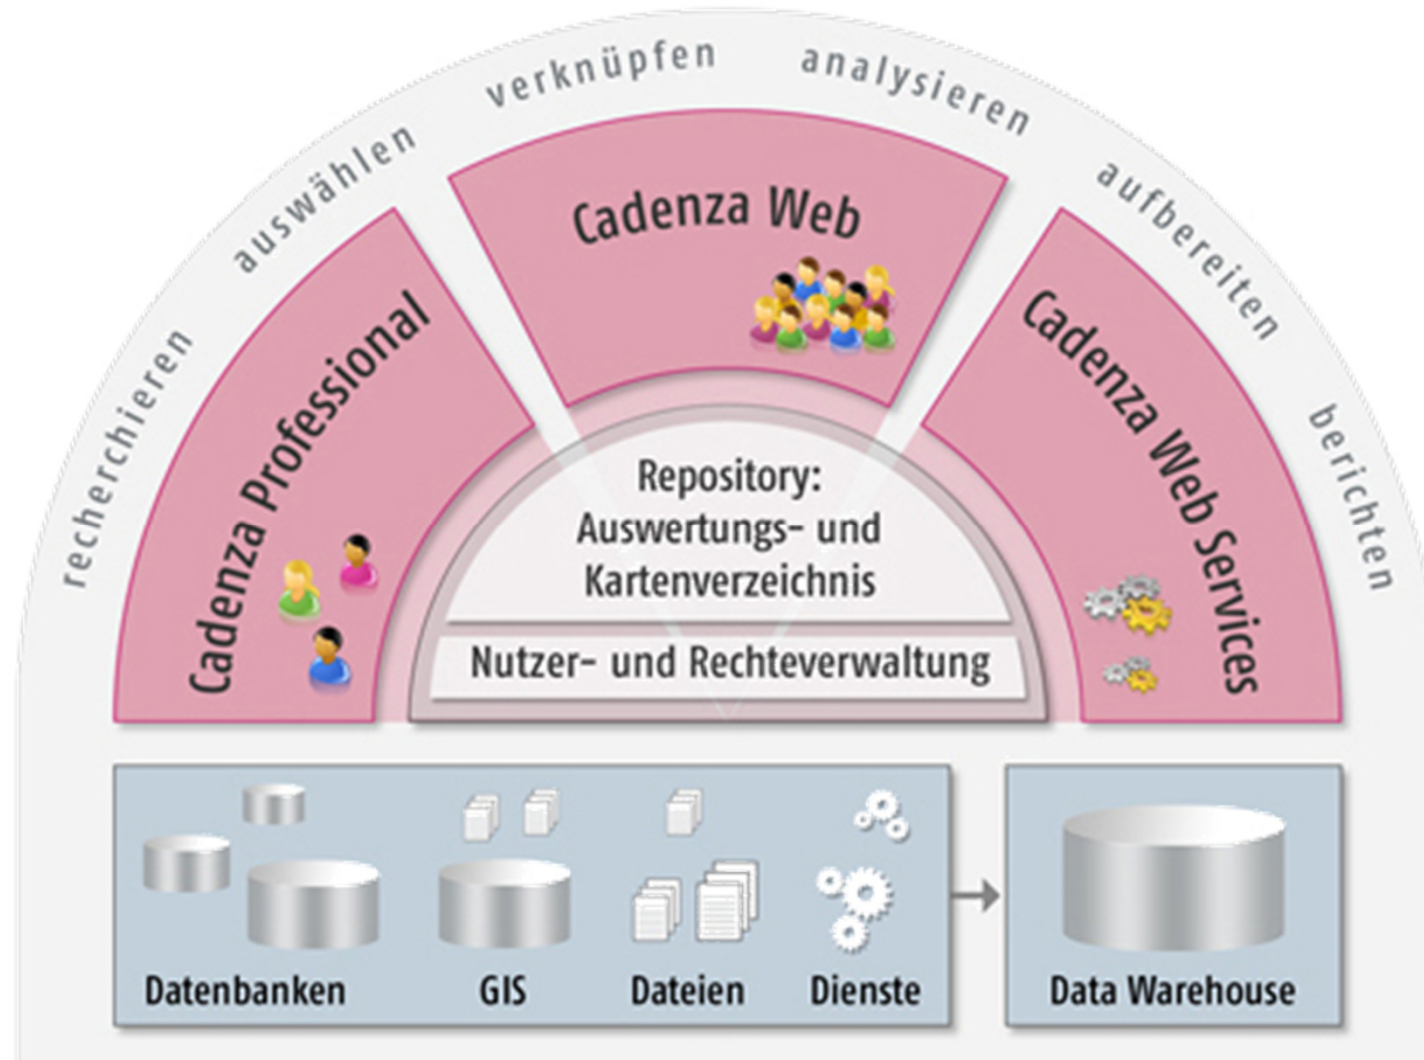 recherchieren
auswählen
verknüpfen
analysieren
aufbereiten
berichten
Cadenza Professional
Cadenza Web
Cadenza Web Services
Repository:
Auswertungs- und
Kartenverzeichnis
Nutzer- und Rechteverwaltung
Datenbanken
GIS
Dateien
Dienste
Data Warehouse